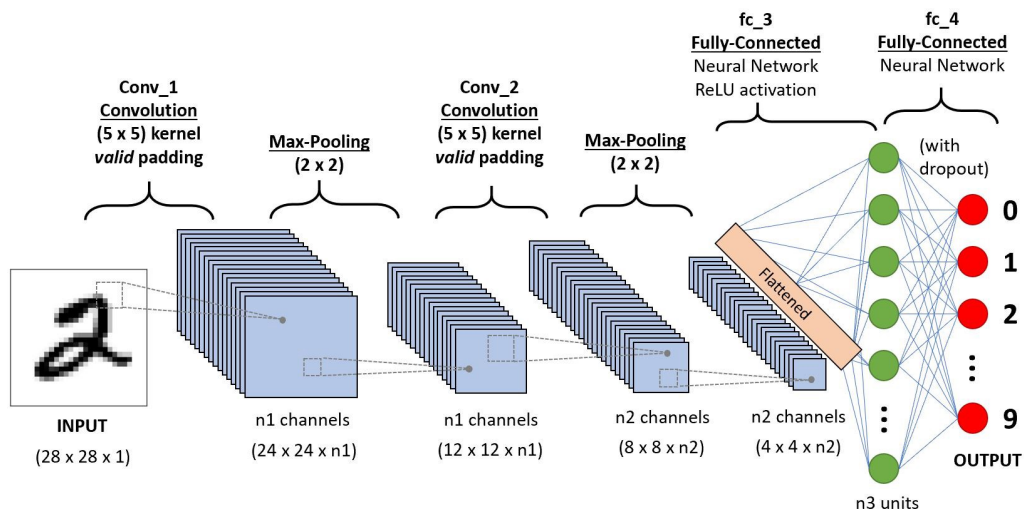 fc_3
Fully-Connected
Neural Network
ReLU activation
fc_4
Fully-Connected
Neural Network
Conv_1
Convolution
(5 x 5) kernel
valid padding
Max-Pooling
(2 x 2)
Conv_2
Convolution
(5 x 5) kernel
valid padding
Max-Pooling
(2 x 2)
(with
dropout)
Flattened
0
1
2
9
INPUT
(28 x 28 x 1)
n1 channels
(24 x 24 x n1)
n1 channels
(12 x 12 x n1)
n2 channels
(8 x 8 x n2)
n2 channels
(4 x 4 x n2)
OUTPUT
n3 units